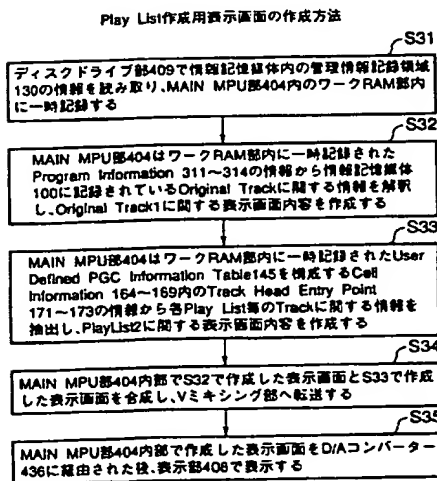 Play List作成用表示画面の作成方法
S31
ディスクドライブ部409で情報記憶媒体内の管理情報記録領域
130の情報を読み取り、MAIN MPU部404内のワークRAM部内
に一時記録する
S32
MAIN MPU部404はワークRAM部内に一時記録された
Program Information 311〜314の情報から情報記憶媒体
100に記録されているOriginal Trackに関する情報を解釈
し、Original Track1に関する表示画面内容を作成する
S33
MAIN MPU部404はワークRAM部内に一時記録されたUser
Defined PGC Information Table145を構成するCell
Information 164〜169内のTrack Head Entry Point
171〜173の情報から各Play List毎のTrackに関する情報を
抽出し、PlayList2に関する表示画面内容を作成する
S34
MAIN MPU部404内部でS32で作成した表示画面とS33で作
成した表示画面を合成し、Vミキシング部へ転送する
S35
MAIN MPU部404内部で作成した表示画面をD/Aコンバーター
436に経由された後、表示部408で表示する